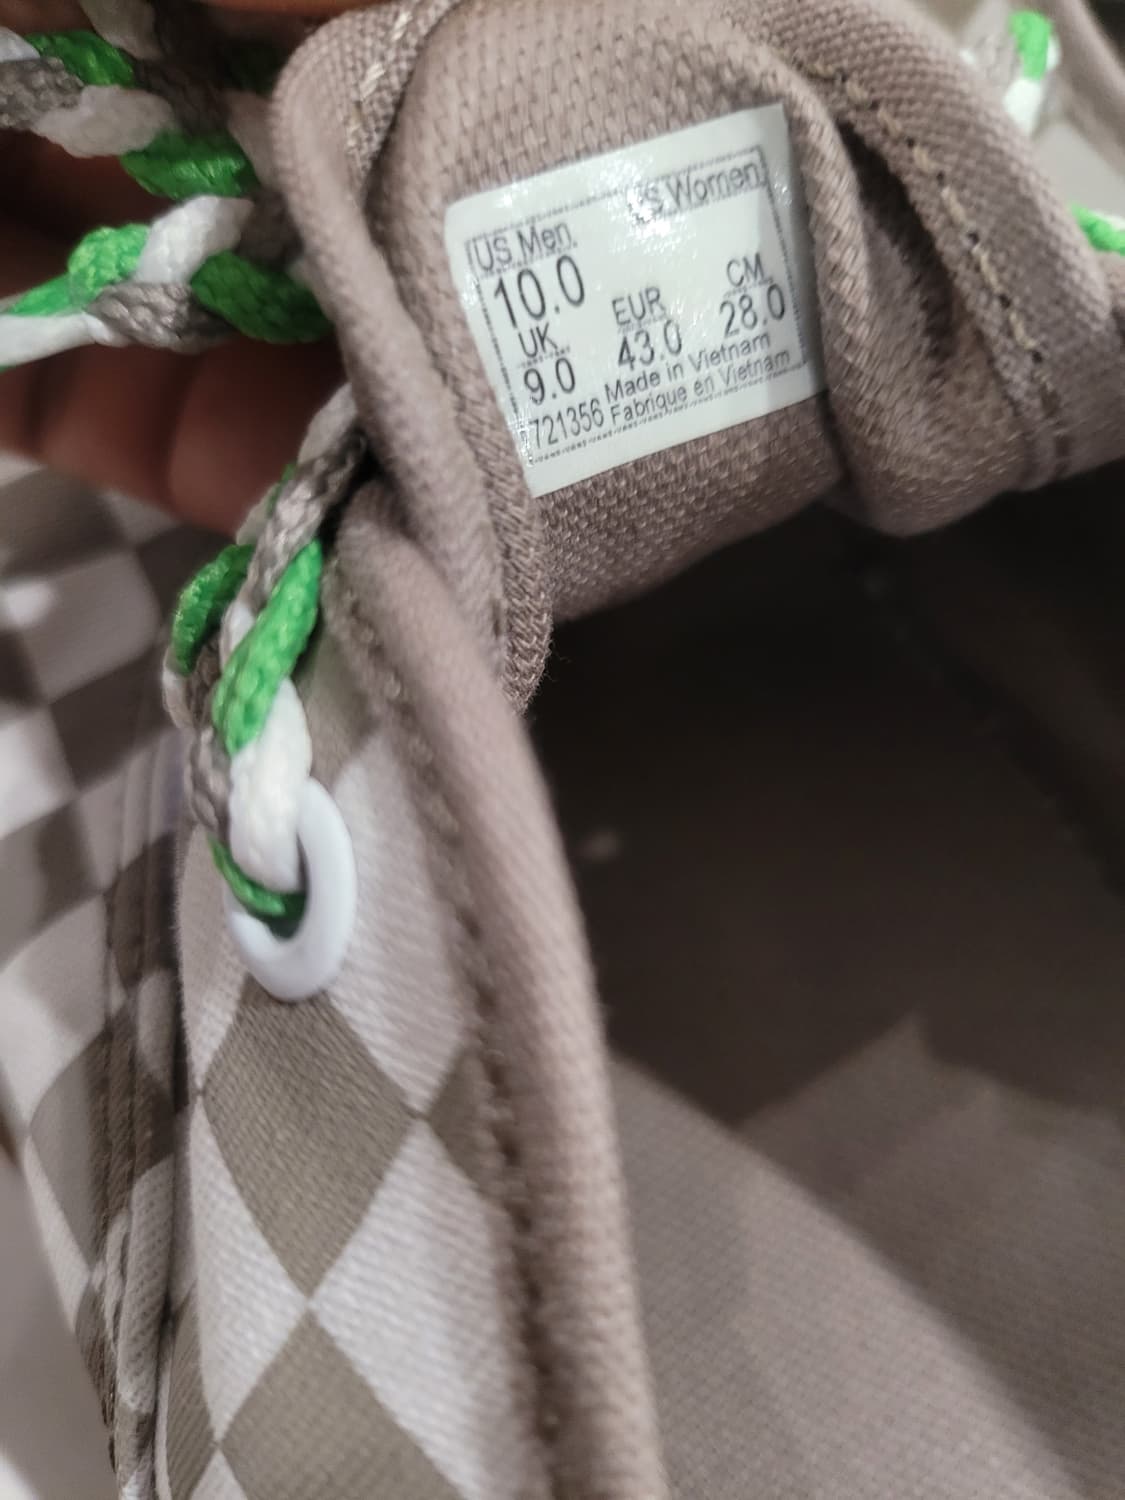 US Men US Women
10.0
UK EUR CM
9.0 43.0 28.0
721356 Made in Vietnam
Fabrique en Vietnam